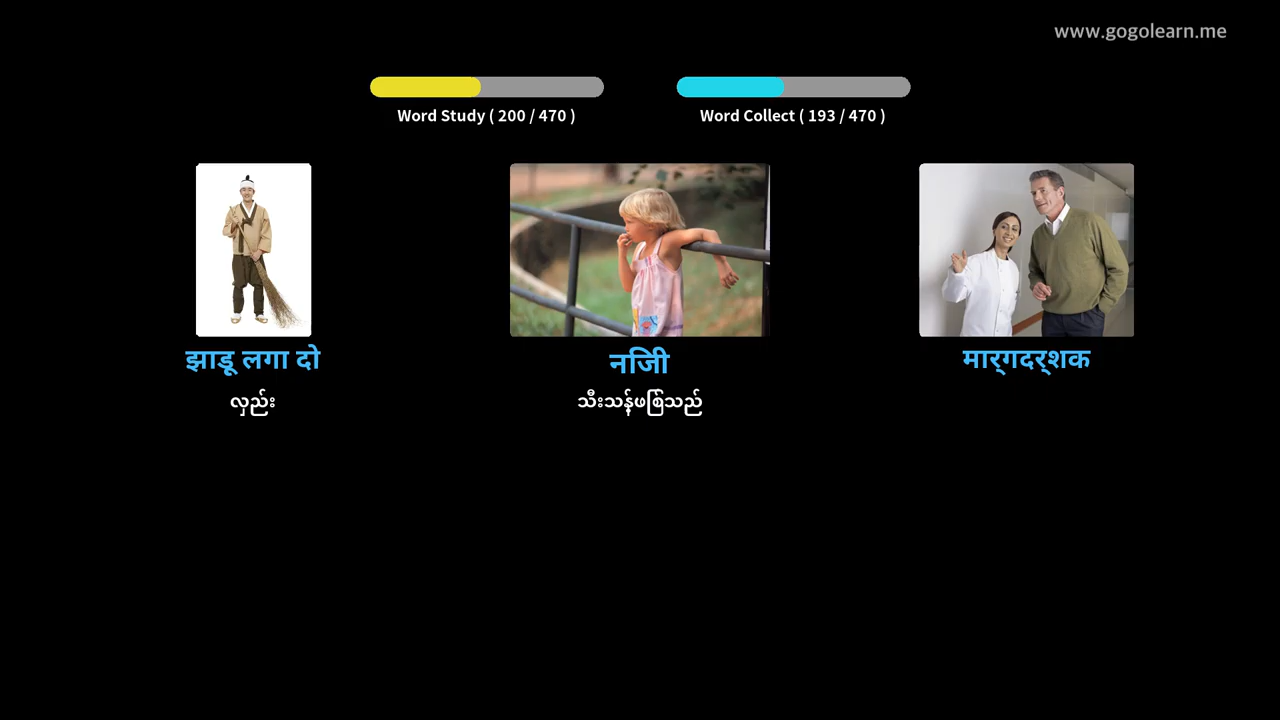 www.gogolearn.me
Word Study ( 200 / 470 )
Word Collect ( 193 / 470 )
झाडू लगा दो
निजी
मार्गदर्शक
လှည်း
သီးသန့်ဖြစ်သည်